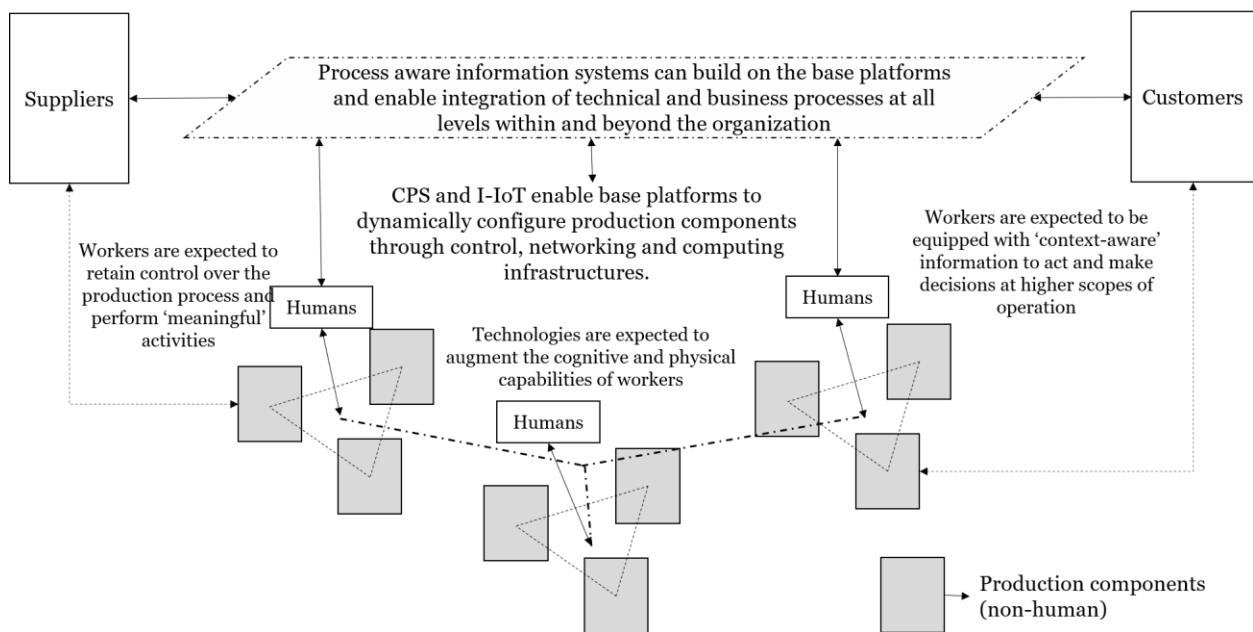 Suppliers
Process aware information systems can build on the base platforms
and enable integration of technical and business processes at all
levels within and beyond the organization
Customers
CPS and I-IoT enable base platforms to
dynamically configure production components
through control, networking and computing
infrastructures.
Workers are expected to
retain control over the
production process and
perform ‘meaningful’
activities
Workers are expected to be
equipped with ‘context-aware’
information to act and make
decisions at higher scopes of
operation
Humans
Humans
Technologies are expected to
augment the cognitive and physical
capabilities of workers
Humans
Production components
(non-human)